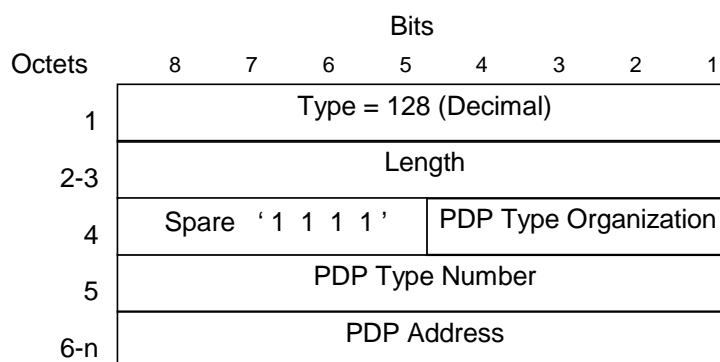 Bits
Octets 8 7 6 5 4 3 2 1
1 Type = 128 (Decimal)
2-3 Length
4 Spare ‘1 1 1 1’ PDP Type Organization
5 PDP Type Number
6-n PDP Address